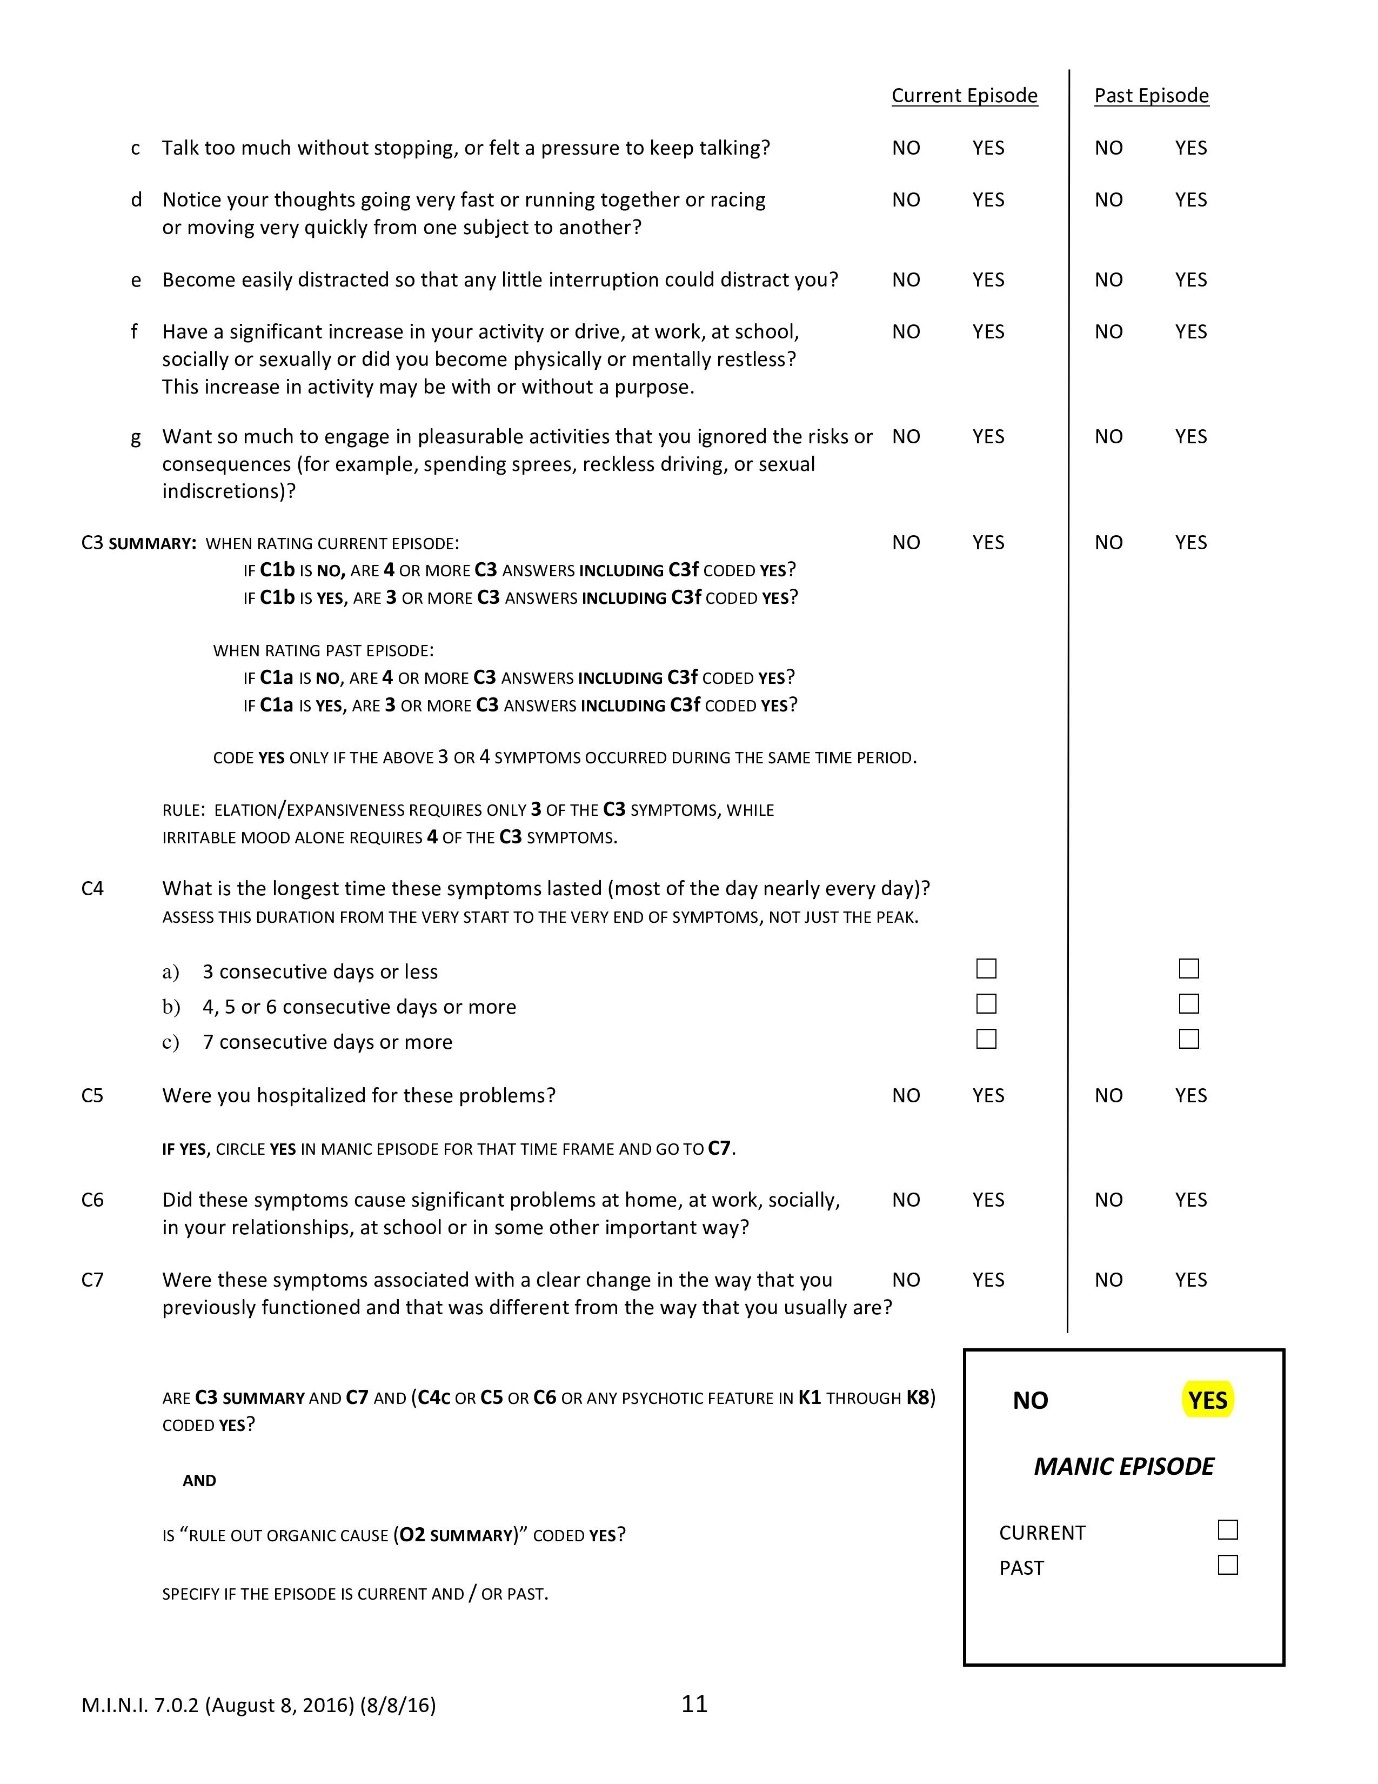 Current Episode Past Episode
c Talk too much without stopping, or felt a pressure to keep talking? NO YES NO YES
d Notice your thoughts going very fast or running together or racing NO YES NO YES
or moving very quickly from one subject to another?
e Become easily distracted so that any little interruption could distract you? NO YES NO YES
f Have a significant increase in your activity or drive, at work, at school, NO YES NO YES
socially or sexually or did you become physically or mentally restless?
This increase in activity may be with or without a purpose.
g Want so much to engage in pleasurable activities that you ignored the risks or NO YES NO YES
consequences (for example, spending sprees, reckless driving, or sexual
indiscretions)?
C3 SUMMARY: WHEN RATING CURRENT EPISODE: NO YES NO YES
IF C1b IS NO, ARE 4 OR MORE C3 ANSWERS INCLUDING C3f CODED YES?
IF C1b IS YES, ARE 3 OR MORE C3 ANSWERS INCLUDING C3f CODED YES?
WHEN RATING PAST EPISODE:
IF C1a IS NO, ARE 4 OR MORE C3 ANSWERS INCLUDING C3f CODED YES?
IF C1a IS YES, ARE 3 OR MORE C3 ANSWERS INCLUDING C3f CODED YES?
CODE YES ONLY IF THE ABOVE 3 OR 4 SYMPTOMS OCCURRED DURING THE SAME TIME PERIOD.
RULE: ELATION/EXPANSIVENESS REQUIRES ONLY 3 OF THE C3 SYMPTOMS, WHILE
IRRITABLE MOOD ALONE REQUIRES 4 OF THE C3 SYMPTOMS.
C4 What is the longest time these symptoms lasted (most of the day nearly every day)?
ASSESS THIS DURATION FROM THE VERY START TO THE VERY END OF SYMPTOMS, NOT JUST THE PEAK.
a) 3 consecutive days or less
b) 4, 5 or 6 consecutive days or more
c) 7 consecutive days or more
C5 Were you hospitalized for these problems? NO YES NO YES
IF YES, CIRCLE YES IN MANIC EPISODE FOR THAT TIME FRAME AND GO TO C7.
C6 Did these symptoms cause significant problems at home, at work, socially, NO YES NO YES
in your relationships, at school or in some other important way?
C7 Were these symptoms associated with a clear change in the way that you NO YES NO YES
previously functioned and that was different from the way that you usually are?
ARE C3 SUMMARY AND C7 AND (C4c OR C5 OR C6 OR ANY PSYCHOTIC FEATURE IN K1 THROUGH K8) NO YES
CODED YES?
MANIC EPISODE
AND
IS “RULE OUT ORGANIC CAUSE (O2 SUMMARY)” CODED YES? CURRENT
PAST
SPECIFY IF THE EPISODE IS CURRENT AND / OR PAST.
M.I.N.I. 7.0.2 (August 8, 2016) (8/8/16) 11